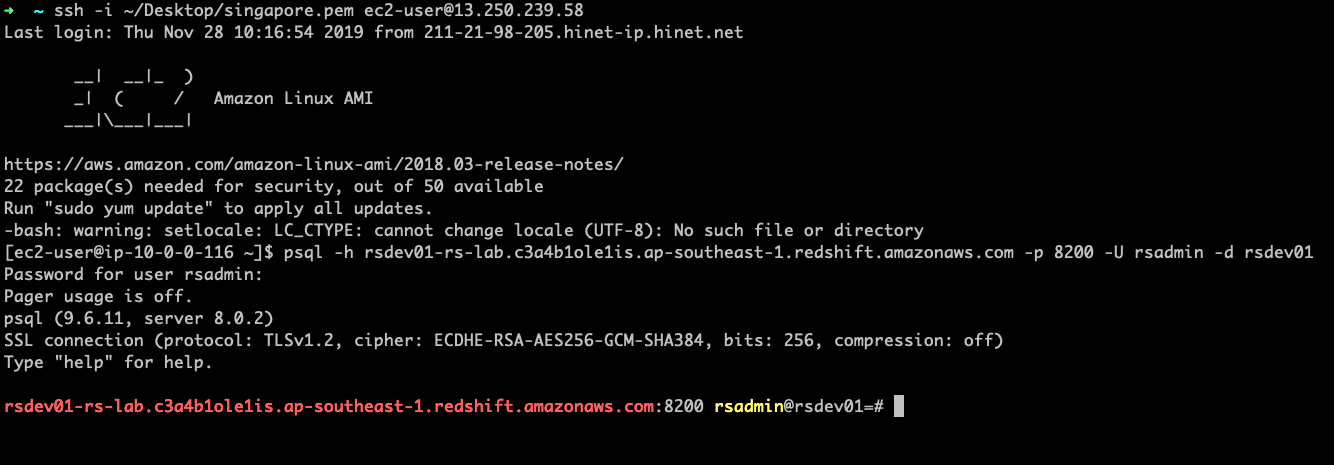 ➜  ~ ssh -i ~/Desktop/singapore.pem ec2-user@13.250.239.58
Last login: Thu Nov 28 10:16:54 2019 from 211-21-98-205.hinet-ip.hinet.net

       __|  __|_  )
       _|  (     /   Amazon Linux AMI
      ___|\___|___|

https://aws.amazon.com/amazon-linux-ami/2018.03-release-notes/
22 package(s) needed for security, out of 50 available
Run "sudo yum update" to apply all updates.
-bash: warning: setlocale: LC_CTYPE: cannot change locale (UTF-8): No such file or directory
[ec2-user@ip-10-0-0-116 ~]$ psql -h rsdev01-rs-lab.c3a4b1ole1is.ap-southeast-1.redshift.amazonaws.com -p 8200 -U rsadmin -d rsdev01
Password for user rsadmin:
Pager usage is off.
psql (9.6.11, server 8.0.2)
SSL connection (protocol: TLSv1.2, cipher: ECDHE-RSA-AES256-GCM-SHA384, bits: 256, compression: off)
Type "help" for help.

rsdev01-rs-lab.c3a4b1ole1is.ap-southeast-1.redshift.amazonaws.com:8200 rsadmin@rsdev01=#